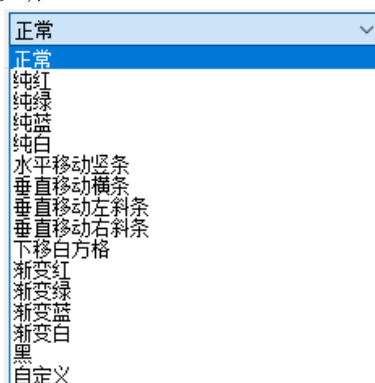 正常
正常
纯红
纯绿
纯蓝
纯白
水平移动竖条
垂直移动横条
垂直移动左斜条
垂直移动右斜条
下移白方格
渐变红
渐变绿
渐变蓝
渐变白
黑
自定义